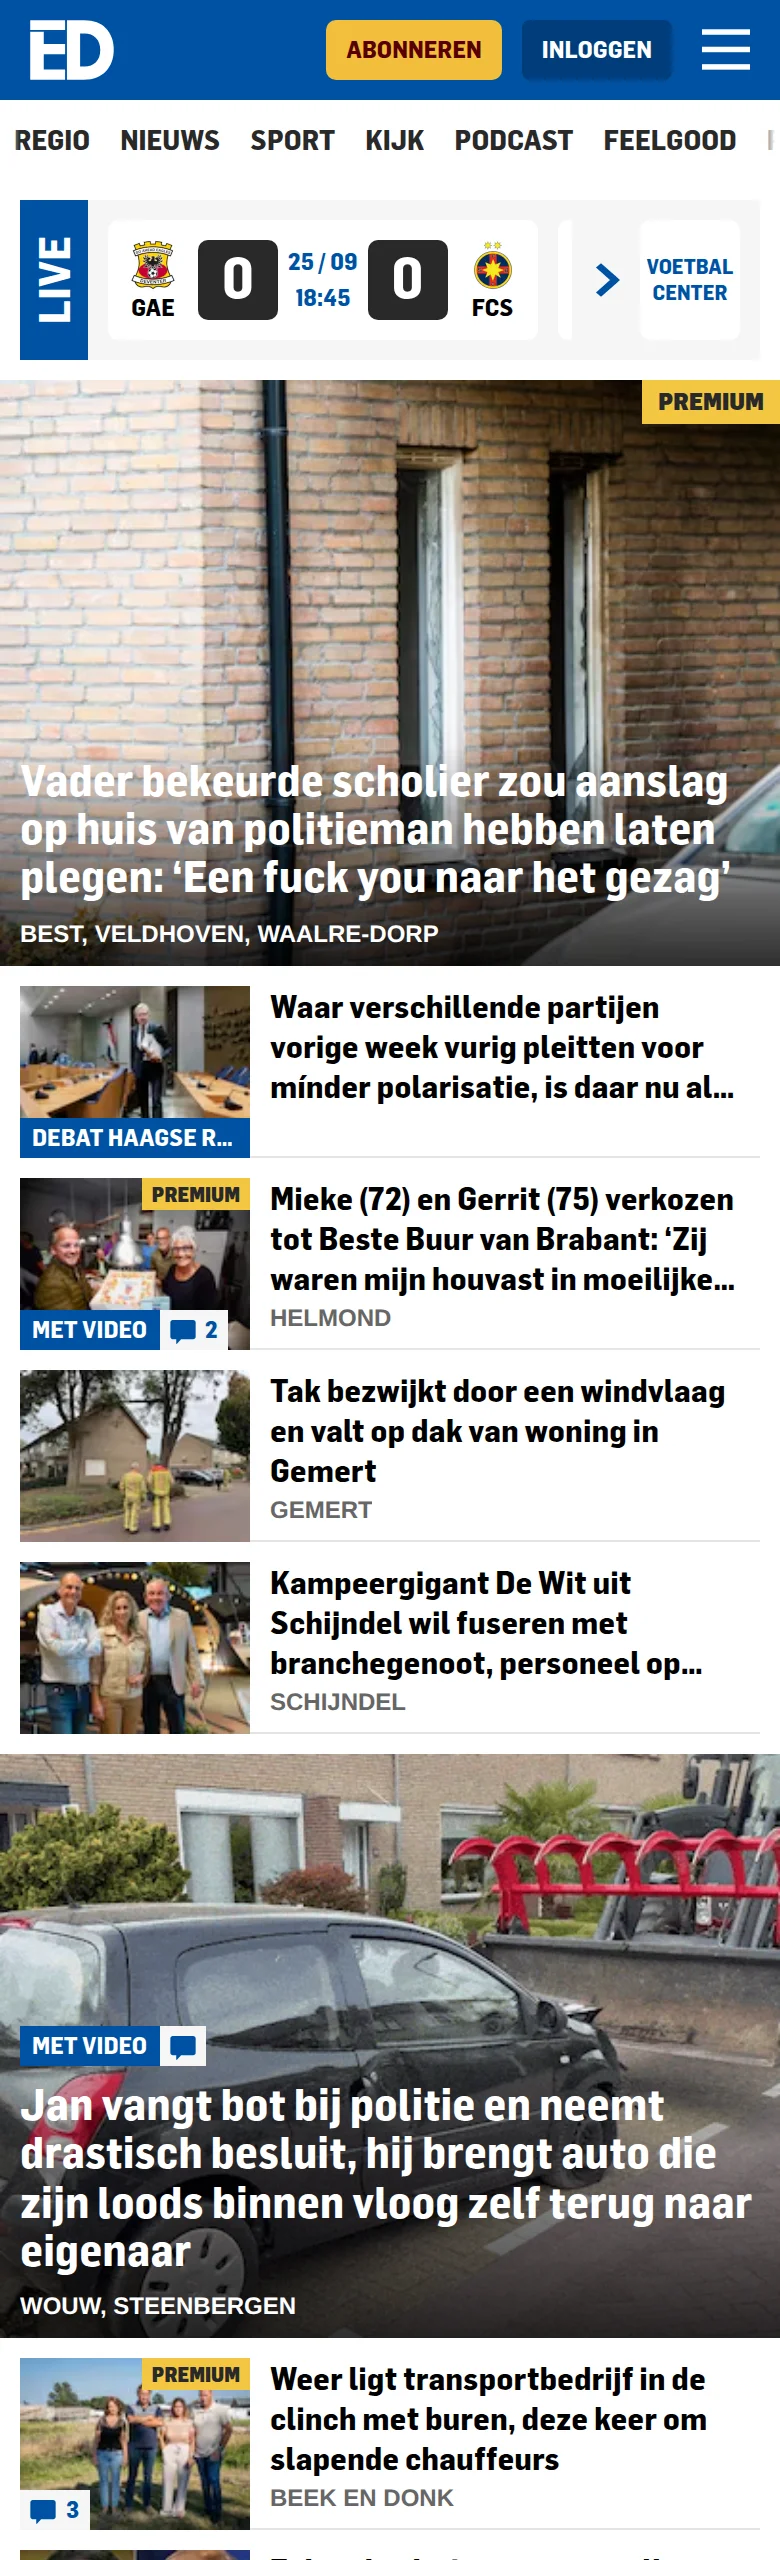 ED
ABONNEREN
INLOGGEN
REGIO NIEUWS SPORT KIJK PODCAST FEELGOOD
LIVE
GAE
0
25 / 09
18:45
0
FCS
VOETBAL
CENTER
PREMIUM
Vader bekeurde scholier zou aanslag
op huis van politieman hebben laten
plegen: ‘Een fuck you naar het gezag’
BEST, VELDHOVEN, WAALRE-DORP
DEBAT HAAGSE R...
Waar verschillende partijen
vorige week vurig pleitten voor
mínder polarisatie, is daar nu al...
PREMIUM
MET VIDEO
2
Mieke (72) en Gerrit (75) verkozen
tot Beste Buur van Brabant: ‘Zij
waren mijn houvast in moeilijke...
HELMOND
Tak bezwijkt door een windvlaag
en valt op dak van woning in
Gemert
GEMERT
Kampeergigant De Wit uit
Schijndel wil fuseren met
branchegenoot, personeel op...
SCHIJNDEL
MET VIDEO
Jan vangt bot bij politie en neemt
drastisch besluit, hij brengt auto die
zijn loods binnen vloog zelf terug naar
eigenaar
WOUW, STEENBERGEN
PREMIUM
3
Weer ligt transportbedrijf in de
clinch met buren, deze keer om
slapende chauffeurs
BEEK EN DONK